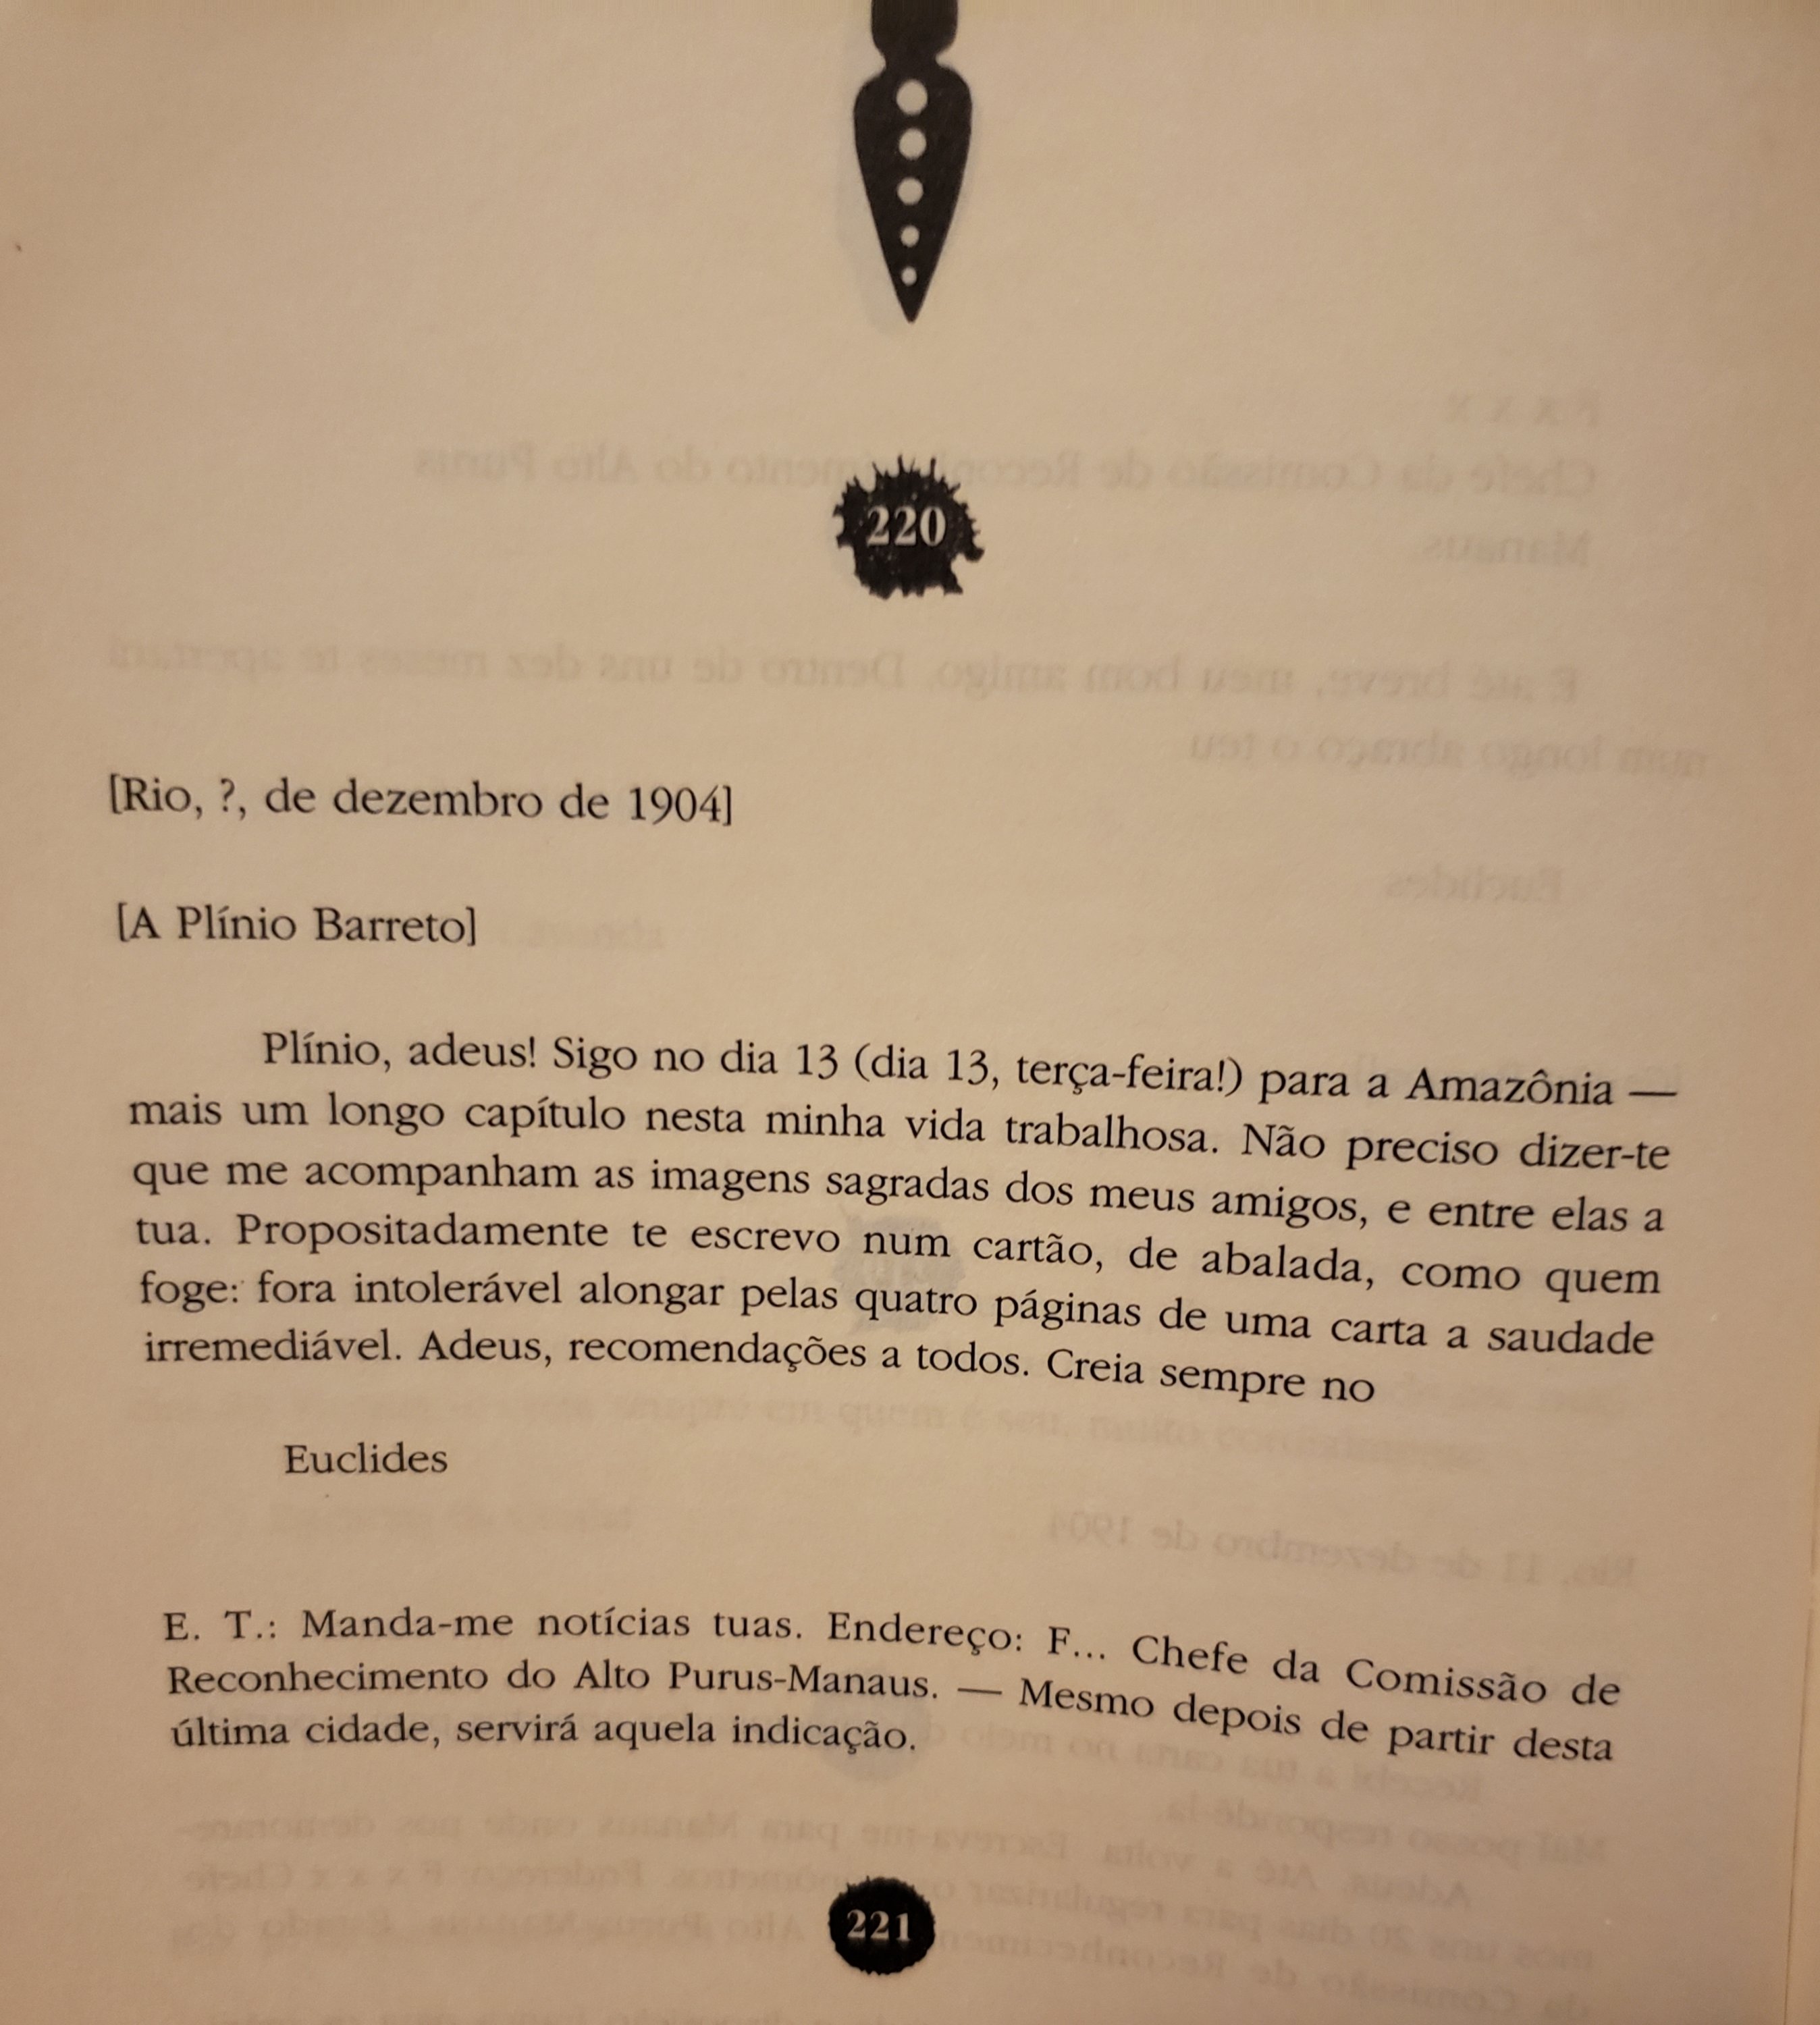 220
[Rio, ?, de dezembro de 1904]
[A Plínio Barreto]
Plínio, adeus! Sigo no dia 13 (dia 13, terça-feira!) para a Amazônia —
mais um longo capítulo nesta minha vida trabalhosa. Não preciso dizer-te
que me acompanham as imagens sagradas dos meus amigos, e entre elas a
tua. Propositadamente te escrevo num cartão, de abalada, como quem
foge: fora intolerável alongar pelas quatro páginas de uma carta a saudade
irremediável. Adeus, recomendações a todos. Creia sempre no
Euclides
E. T.: Manda-me notícias tuas. Endereço: F... Chefe da Comissão de
Reconhecimento do Alto Purus-Manaus. — Mesmo depois de partir desta
última cidade, servirá aquela indicação.
221